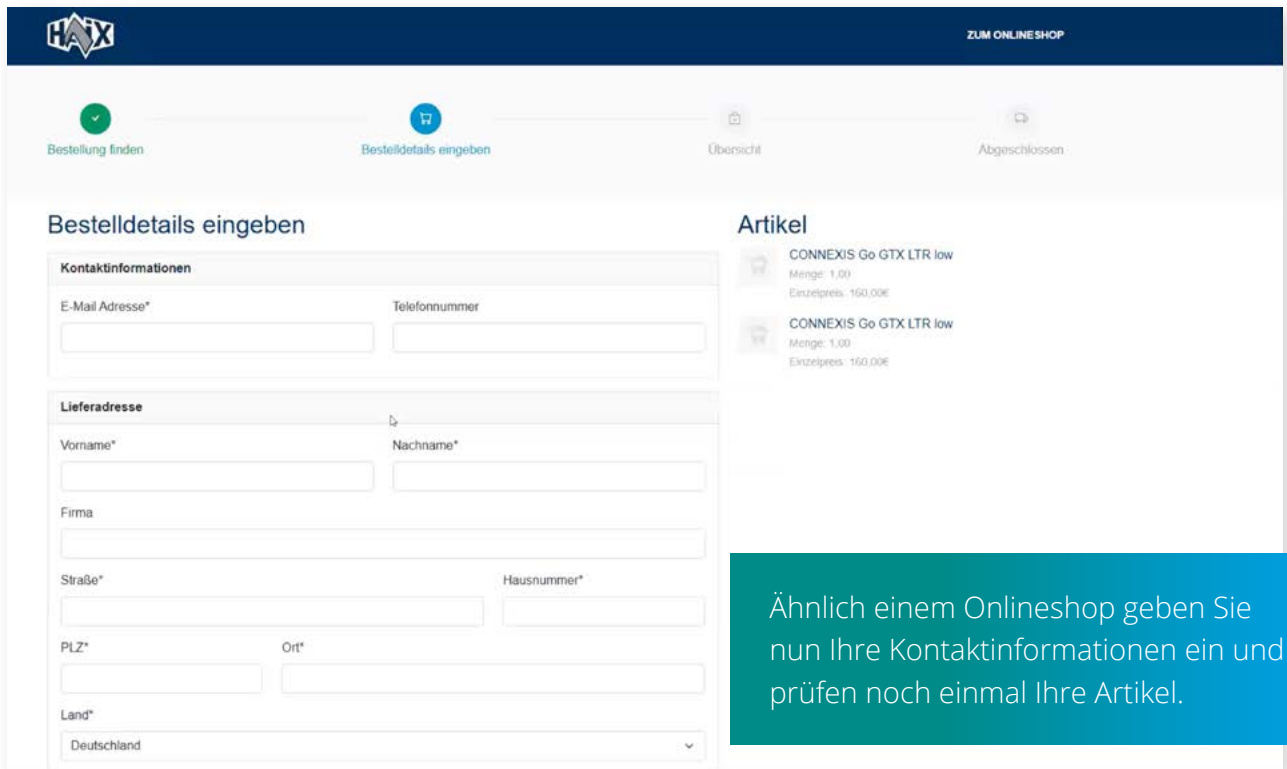 HAIX
ZUM ONLINESHOP
Bestellung finden
Bestelldetails eingeben
Übersicht
Abgeschlossen
Bestelldetails eingeben
Kontaktinformationen
E-Mail Adresse*
Telefonnummer
Lieferadresse
Vorname*
Nachname*
Firma
Straße*
Hausnummer*
PLZ*
Ort*
Land*
Deutschland
Artikel
CONNEXIS Go GTX LTR low
Menge: 1,00
Einzelpreis: 160,00€
CONNEXIS Go GTX LTR low
Menge: 1,00
Einzelpreis: 160,00€
Ähnlich einem Onlineshop geben Sie
nun Ihre Kontaktinformationen ein und
prüfen noch einmal Ihre Artikel.